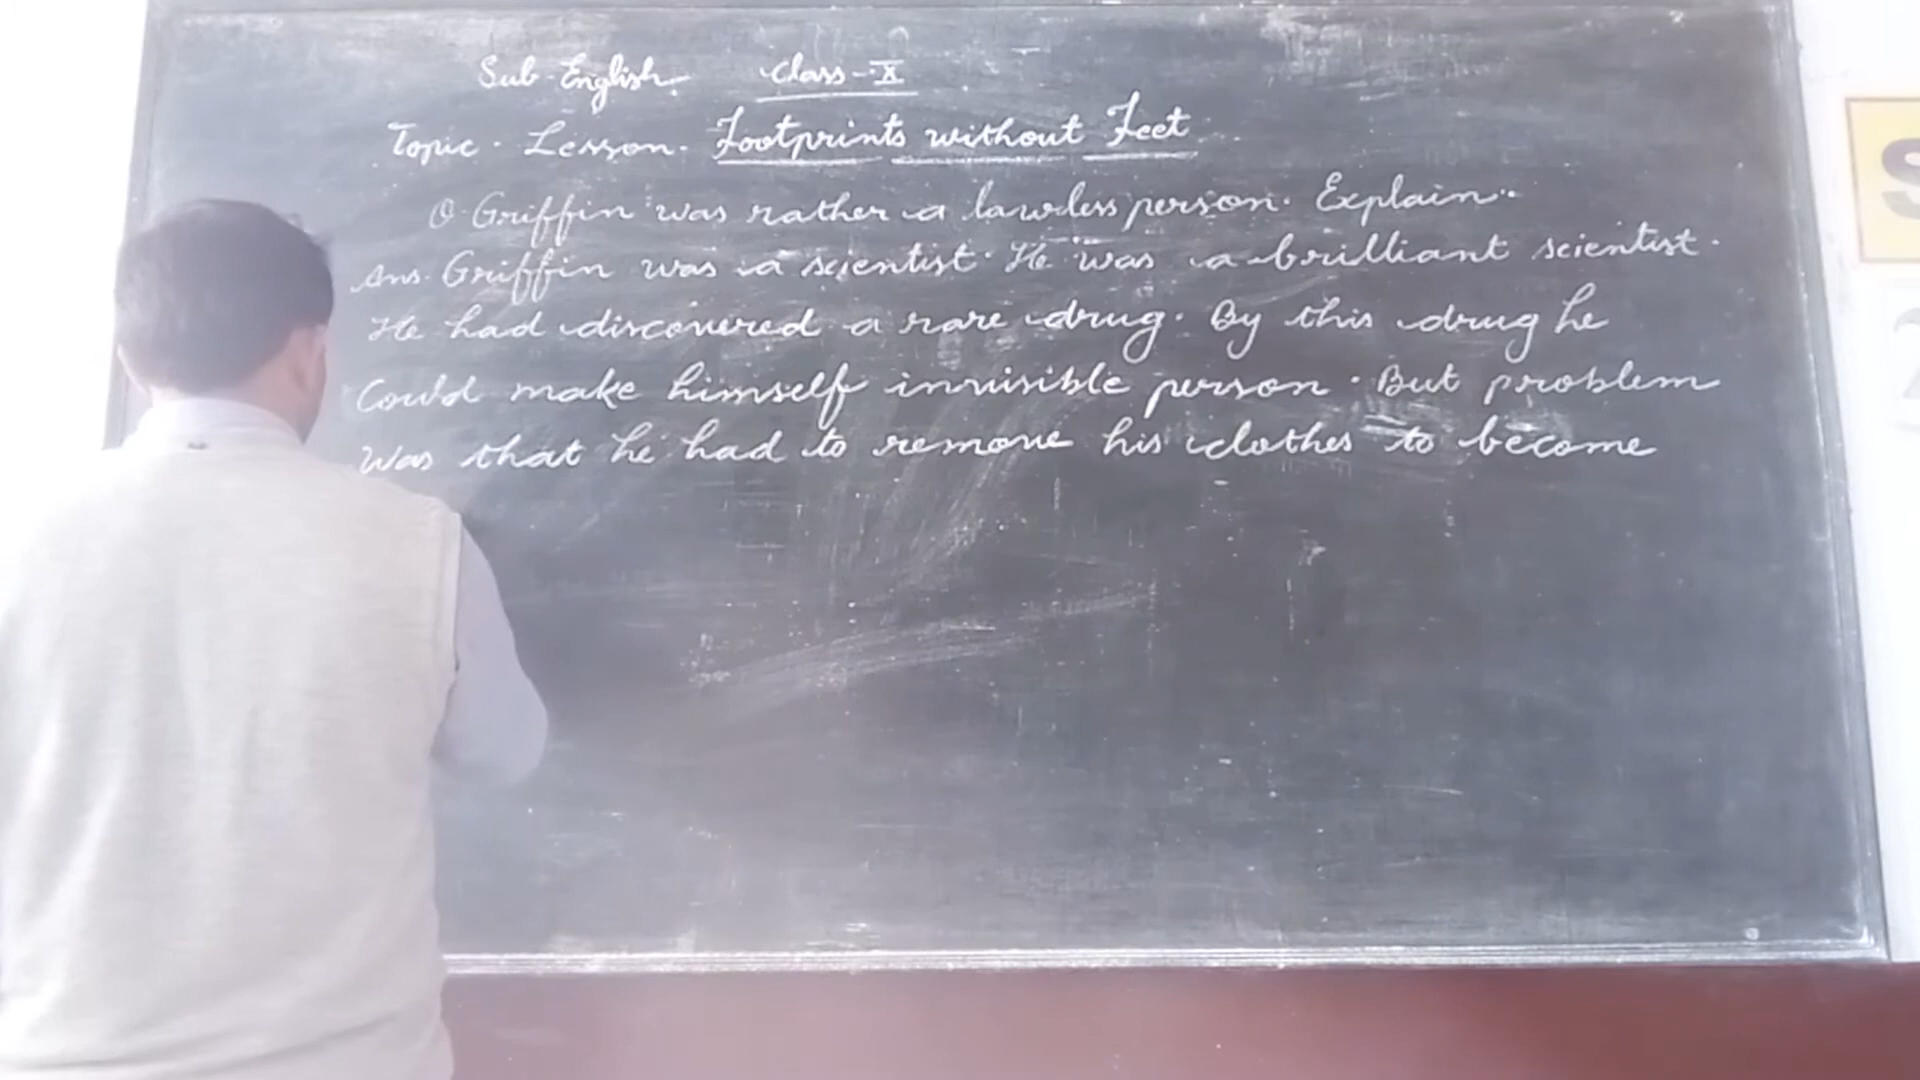 Sub - English Class - X
Topic - Lesson - Footprints without Feet
Q. Griffin was rather a lawless person. Explain.
Ans. Griffin was a scientist. He was a brilliant scientist.
He had discovered a rare drug. By this drug he
Could make himself invisible person. But problem
Was that he had to remove his clothes to become
S
2